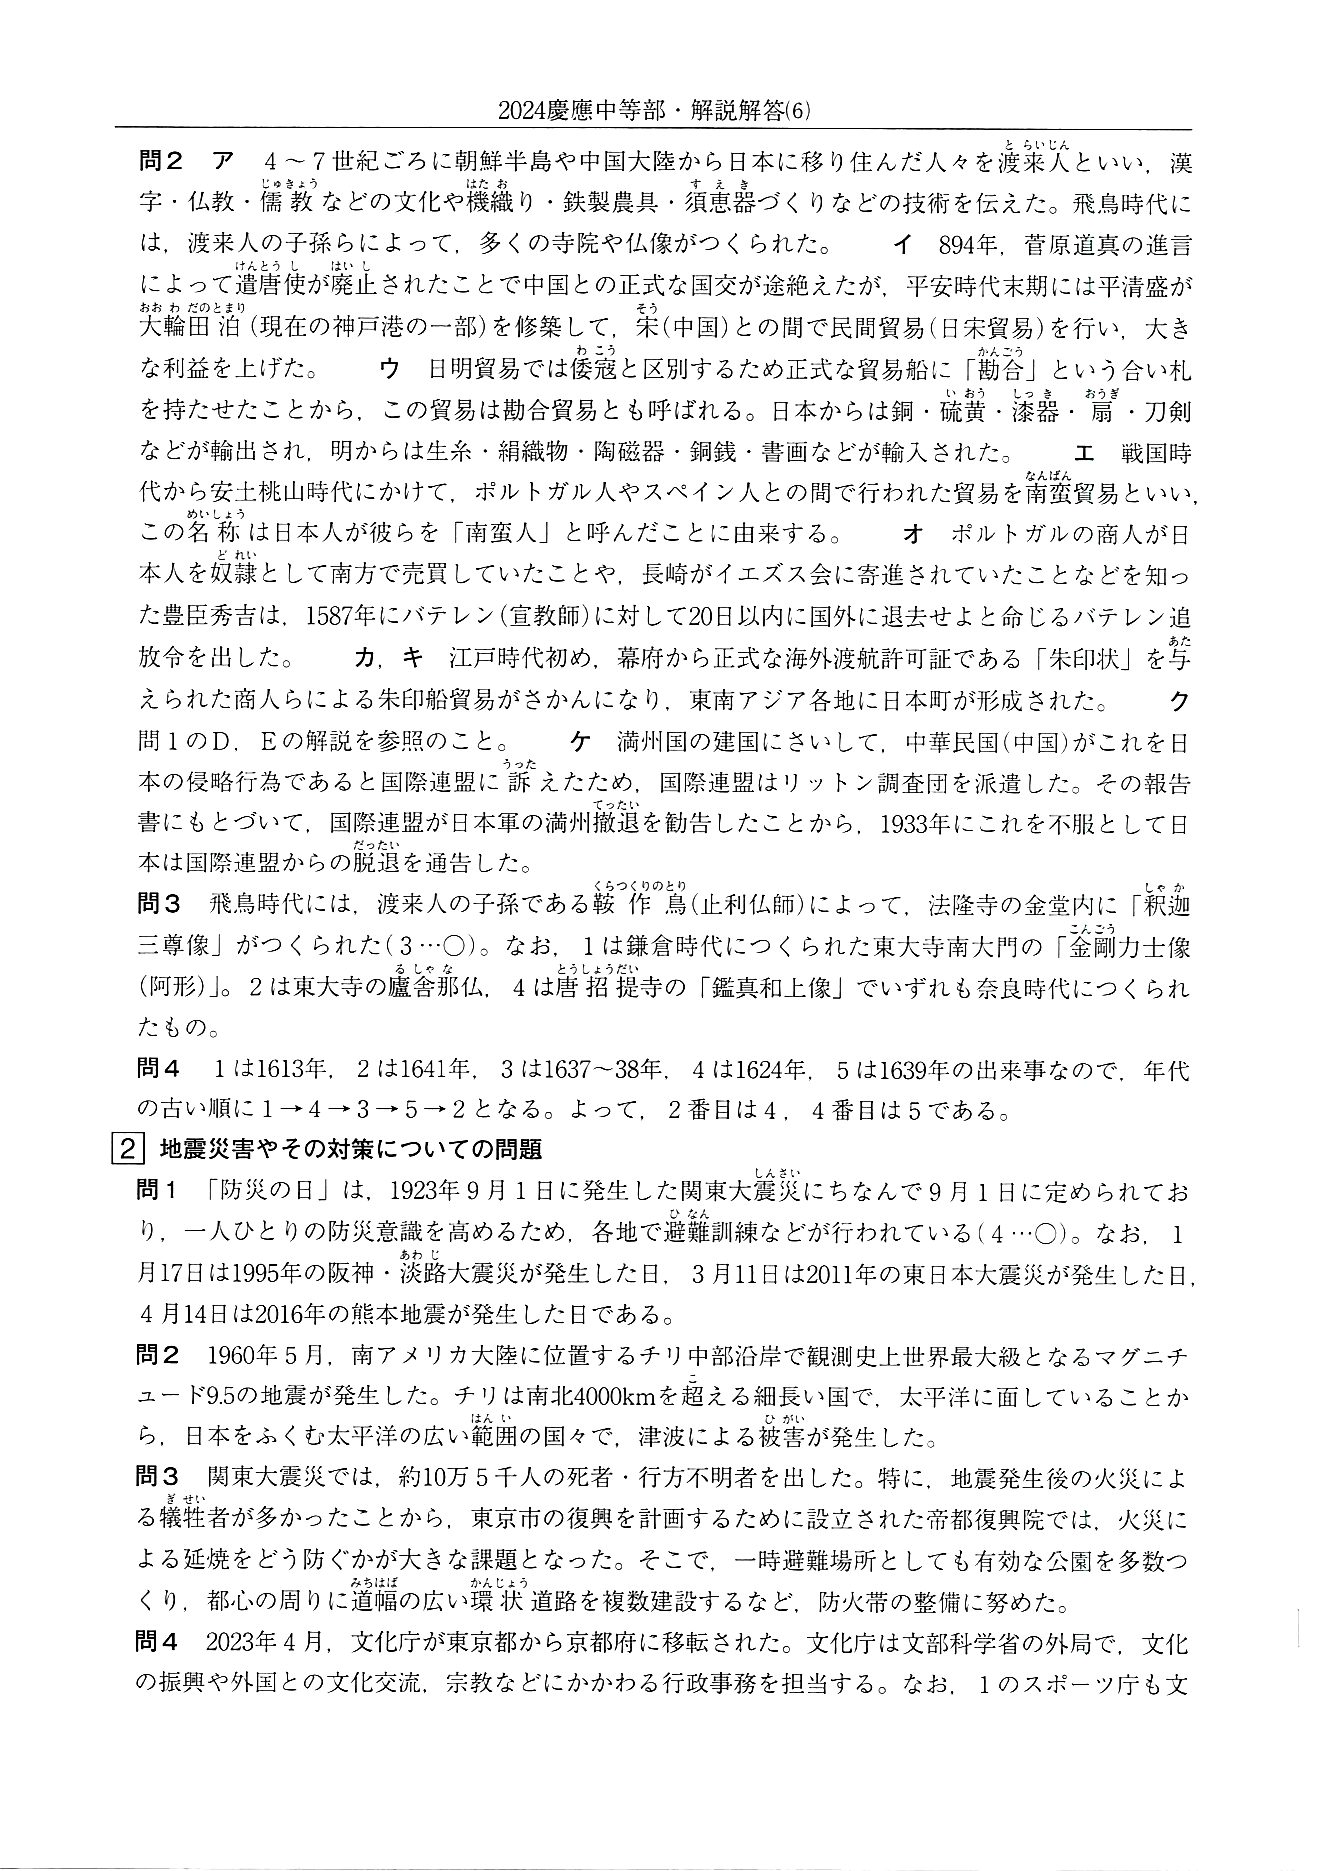 2024慶應中等部・解説解答(6)
問2 ア 4～7世紀ごろに朝鮮半島や中国大陸から日本に移り住んだ人々を渡来人といい，漢
字・仏教・儒教などの文化や機織り・鉄製農具・須恵器づくりなどの技術を伝えた。飛鳥時代に
は，渡来人の子孫らによって，多くの寺院や仏像がつくられた。 イ 894年，菅原道真の進言
によって遣唐使が廃止されたことで中国との正式な国交が途絶えたが，平安時代末期には平清盛が
大輪田泊(現在の神戸港の一部)を修築して，宋(中国)との間で民間貿易(日宋貿易)を行い，大き
な利益を上げた。 ウ 日明貿易では倭寇と区別するため正式な貿易船に「勘合」という合い札
を持たせたことから，この貿易は勘合貿易とも呼ばれる。日本からは銅・硫黄・漆器・扇・刀剣
などが輸出され，明からは生糸・絹織物・陶磁器・銅銭・書画などが輸入された。 エ 戦国時
代から安土桃山時代にかけて，ポルトガル人やスペイン人との間で行われた貿易を南蛮貿易といい，
この名称は日本人が彼らを「南蛮人」と呼んだことに由来する。 オ ポルトガルの商人が日
本人を奴隷として南方で売買していたことや，長崎がイエズス会に寄進されていたことなどを知っ
た豊臣秀吉は，1587年にバテレン(宣教師)に対して20日以内に国外に退去せよと命じるバテレン追
放令を出した。 カ，キ 江戸時代初め，幕府から正式な海外渡航許可証である「朱印状」を与
えられた商人らによる朱印船貿易がさかんになり，東南アジア各地に日本町が形成された。 ク
問1のD，Eの解説を参照のこと。 ケ 満州国の建国にさいして，中華民国(中国)がこれを日
本の侵略行為であると国際連盟に訴えたため，国際連盟はリットン調査団を派遣した。その報告
書にもとづいて，国際連盟が日本軍の満州撤退を勧告したことから，1933年にこれを不服として日
本は国際連盟からの脱退を通告した。
問3 飛鳥時代には，渡来人の子孫である鞍作鳥(止利仏師)によって，法隆寺の金堂内に「釈迦
三尊像」がつくられた(3…○)。なお，1は鎌倉時代につくられた東大寺南大門の「金剛力士像
(阿形)」。2は東大寺の廬舎那仏，4は唐招提寺の「鑑真和上像」でいずれも奈良時代につくられ
たもの。
問4 1は1613年，2は1641年，3は1637～38年，4は1624年，5は1639年の出来事なので，年代
の古い順に1→4→3→5→2となる。よって，2番目は4，4番目は5である。
2 地震災害やその対策についての問題
問1 「防災の日」は，1923年9月1日に発生した関東大震災にちなんで9月1日に定められてお
り，一人ひとりの防災意識を高めるため，各地で避難訓練などが行われている(4…○)。なお，1
月17日は1995年の阪神・淡路大震災が発生した日，3月11日は2011年の東日本大震災が発生した日，
4月14日は2016年の熊本地震が発生した日である。
問2 1960年5月，南アメリカ大陸に位置するチリ中部沿岸で観測史上世界最大級となるマグニチ
ュード9.5の地震が発生した。チリは南北4000kmを超える細長い国で，太平洋に面していることか
ら，日本をふくむ太平洋の広い範囲の国々で，津波による被害が発生した。
問3 関東大震災では，約10万5千人の死者・行方不明者を出した。特に，地震発生後の火災によ
る犠牲者が多かったことから，東京市の復興を計画するために設立された帝都復興院では，火災に
よる延焼をどう防ぐかが大きな課題となった。そこで，一時避難場所としても有効な公園を多数つ
くり，都心の周りに道幅の広い環状道路を複数建設するなど，防火帯の整備に努めた。
問4 2023年4月，文化庁が東京都から京都府に移転された。文化庁は文部科学省の外局で，文化
の振興や外国との文化交流，宗教などにかかわる行政事務を担当する。なお，1のスポーツ庁も文